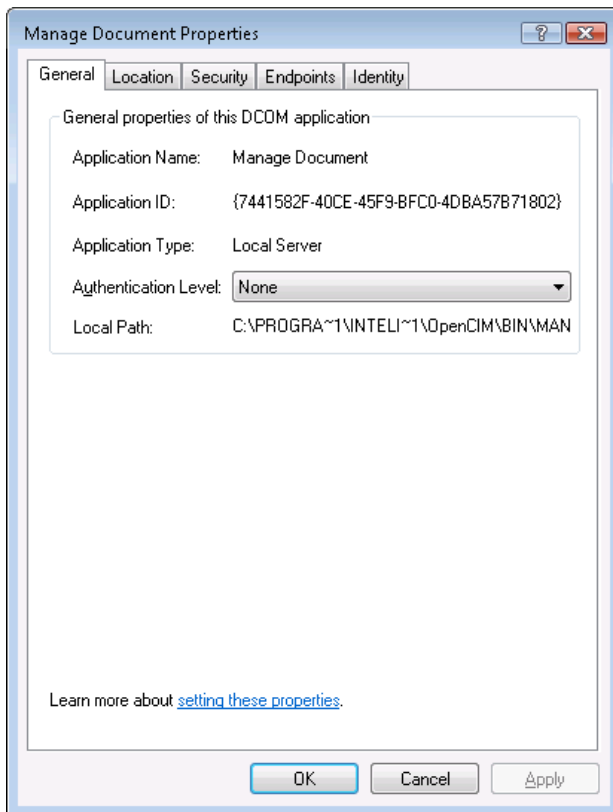 Manage Document Properties
General Location Security Endpoints Identity
General properties of this DCOM application
Application Name: Manage Document
Application ID: {7441582F-40CE-45F9-BFC0-4DBA57B71802}
Application Type: Local Server
Authentication Level: None
Local Path: C:\PROGRA~1\INTELI~1\OpenCIM\BIN\MAN
Learn more about setting these properties.
OK Cancel Apply